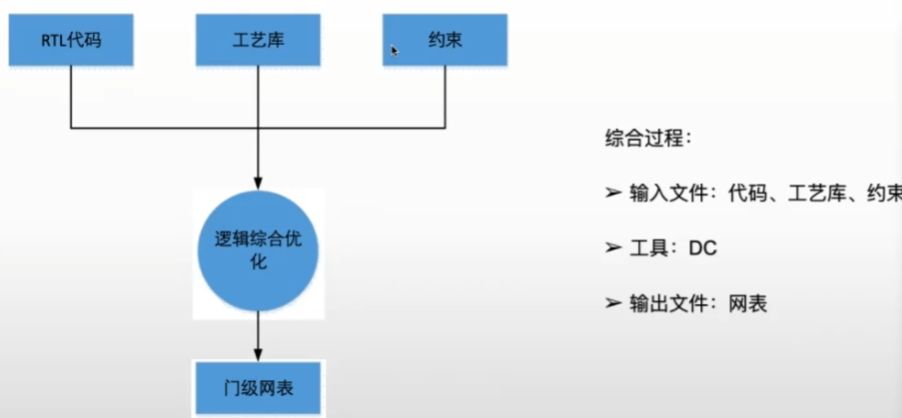 RTL代码
工艺库
约束
逻辑综合优
化
门级网表
综合过程：
➢ 输入文件：代码、工艺库、约束
➢ 工具：DC
➢ 输出文件：网表